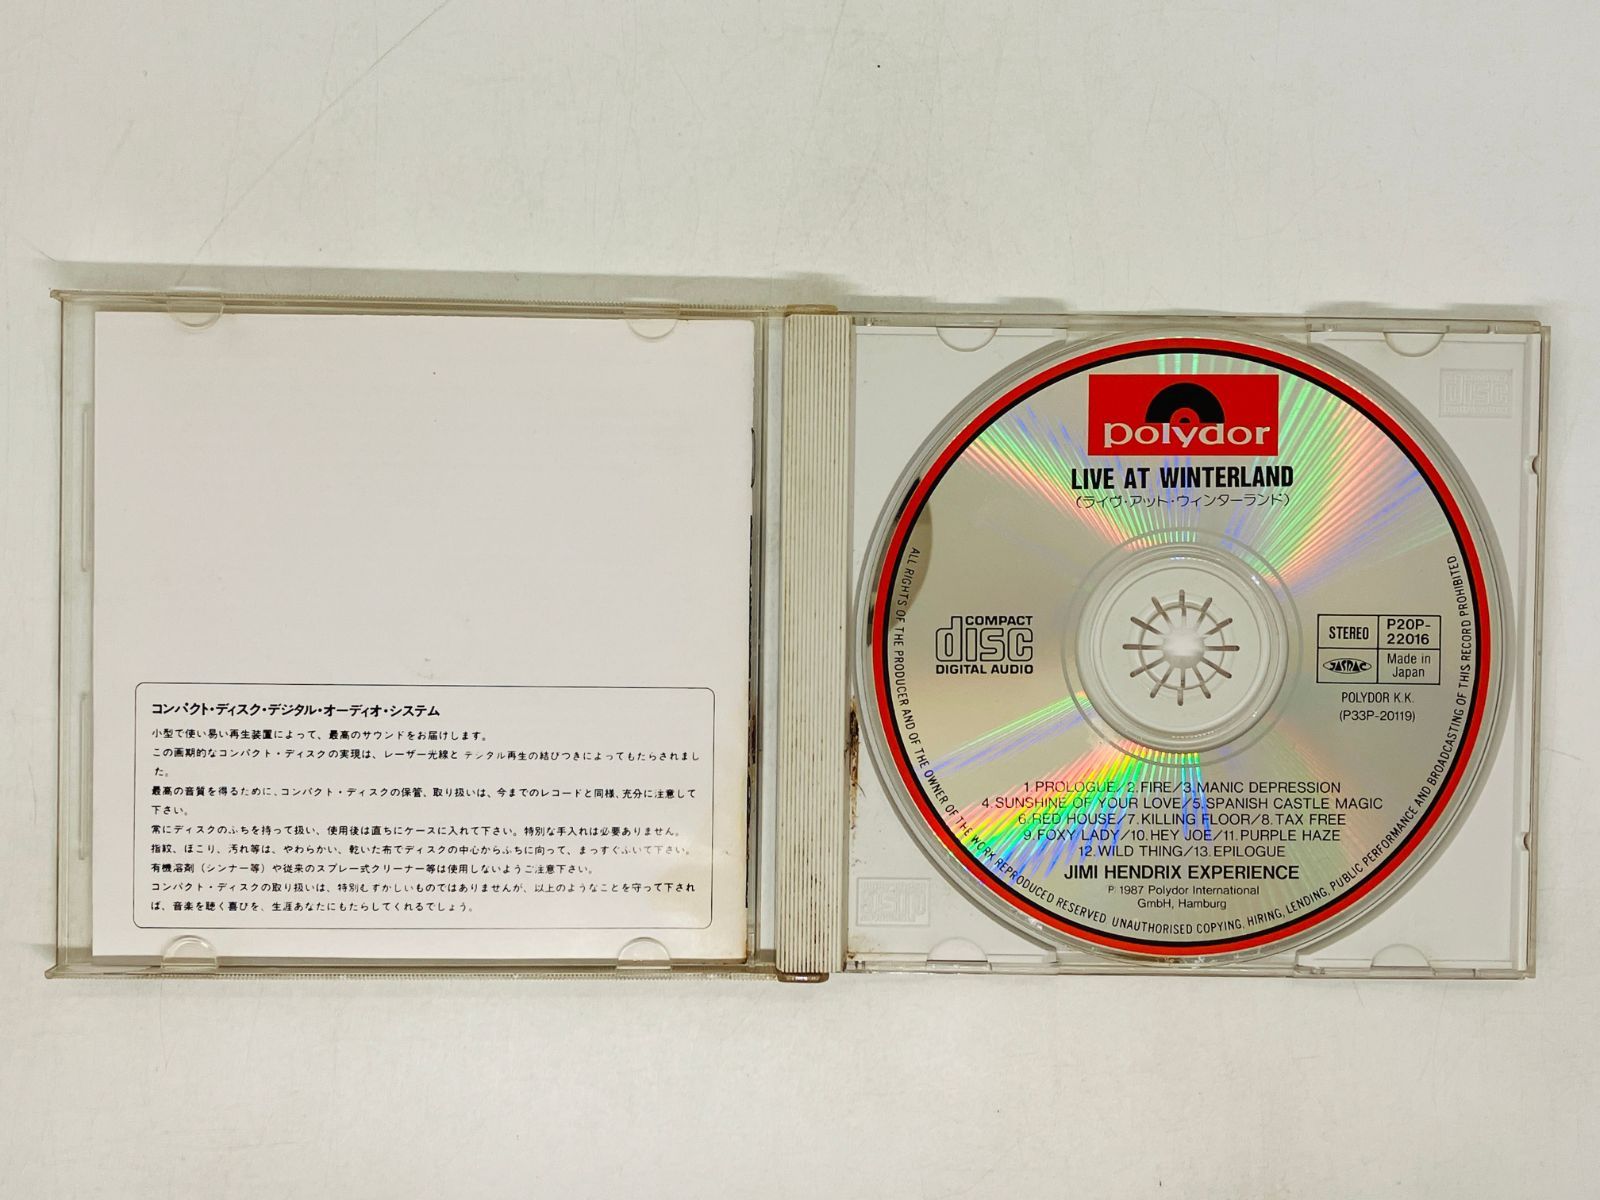 コンパクト・ディスク・デジタル・オーディオ・システム
小型で使い易い再生装置によって、最高のサウンドをお届けします。
この画期的なコンパクト・ディスクの実現は、レーザー光線と デジタル再生の結びつきによってもたらされまし
た。
最高の音質を得るために、コンパクト・ディスクの保管、取り扱いは、今までのレコードと同様、充分に注意して
下さい。
常にディスクのふちを持って扱い、使用後は直ちにケースに入れて下さい。特別な手入れは必要ありません。
指紋、ほこり、汚れ等は、やわらかい、乾いた布でディスクの中心からふちに向って、まっすぐふいて下さい。
有機溶剤（シンナー等）や従来のスプレー式クリーナー等は使用しないようご注意下さい。
コンパクト・ディスクの取り扱いは、特別むずかしいものではありませんが、以上のようなことを守って下され
ば、音楽を聴く喜びを、生涯あなたにもたらしてくれるでしょう。
polydor
LIVE AT WINTERLAND
(ライヴ・アット・ウィンターランド)
COMPACT
disc
DIGITAL AUDIO
STEREO
P20P-
22016
JASRAC
Made in
Japan
POLYDOR K.K.
(P33P-20119)
1.PROLOGUE/2.FIRE/3.MANIC DEPRESSION
4.SUNSHINE OF YOUR LOVE/5.SPANISH CASTLE MAGIC
6.RED HOUSE/7.KILLING FLOOR/8.TAX FREE
9.FOXY LADY/10.HEY JOE/11.PURPLE HAZE
12.WILD THING/13.EPILOGUE
JIMI HENDRIX EXPERIENCE
℗ 1987 Polydor International
GmbH, Hamburg
ALL RIGHTS OF THE PRODUCER AND OF THE OWNER OF THE WORK REPRODUCED RESERVED. UNAUTHORISED COPYING, HIRING, LENDING, PUBLIC PERFORMANCE AND BROADCASTING OF THIS RECORD PROHIBITED
disc
disc